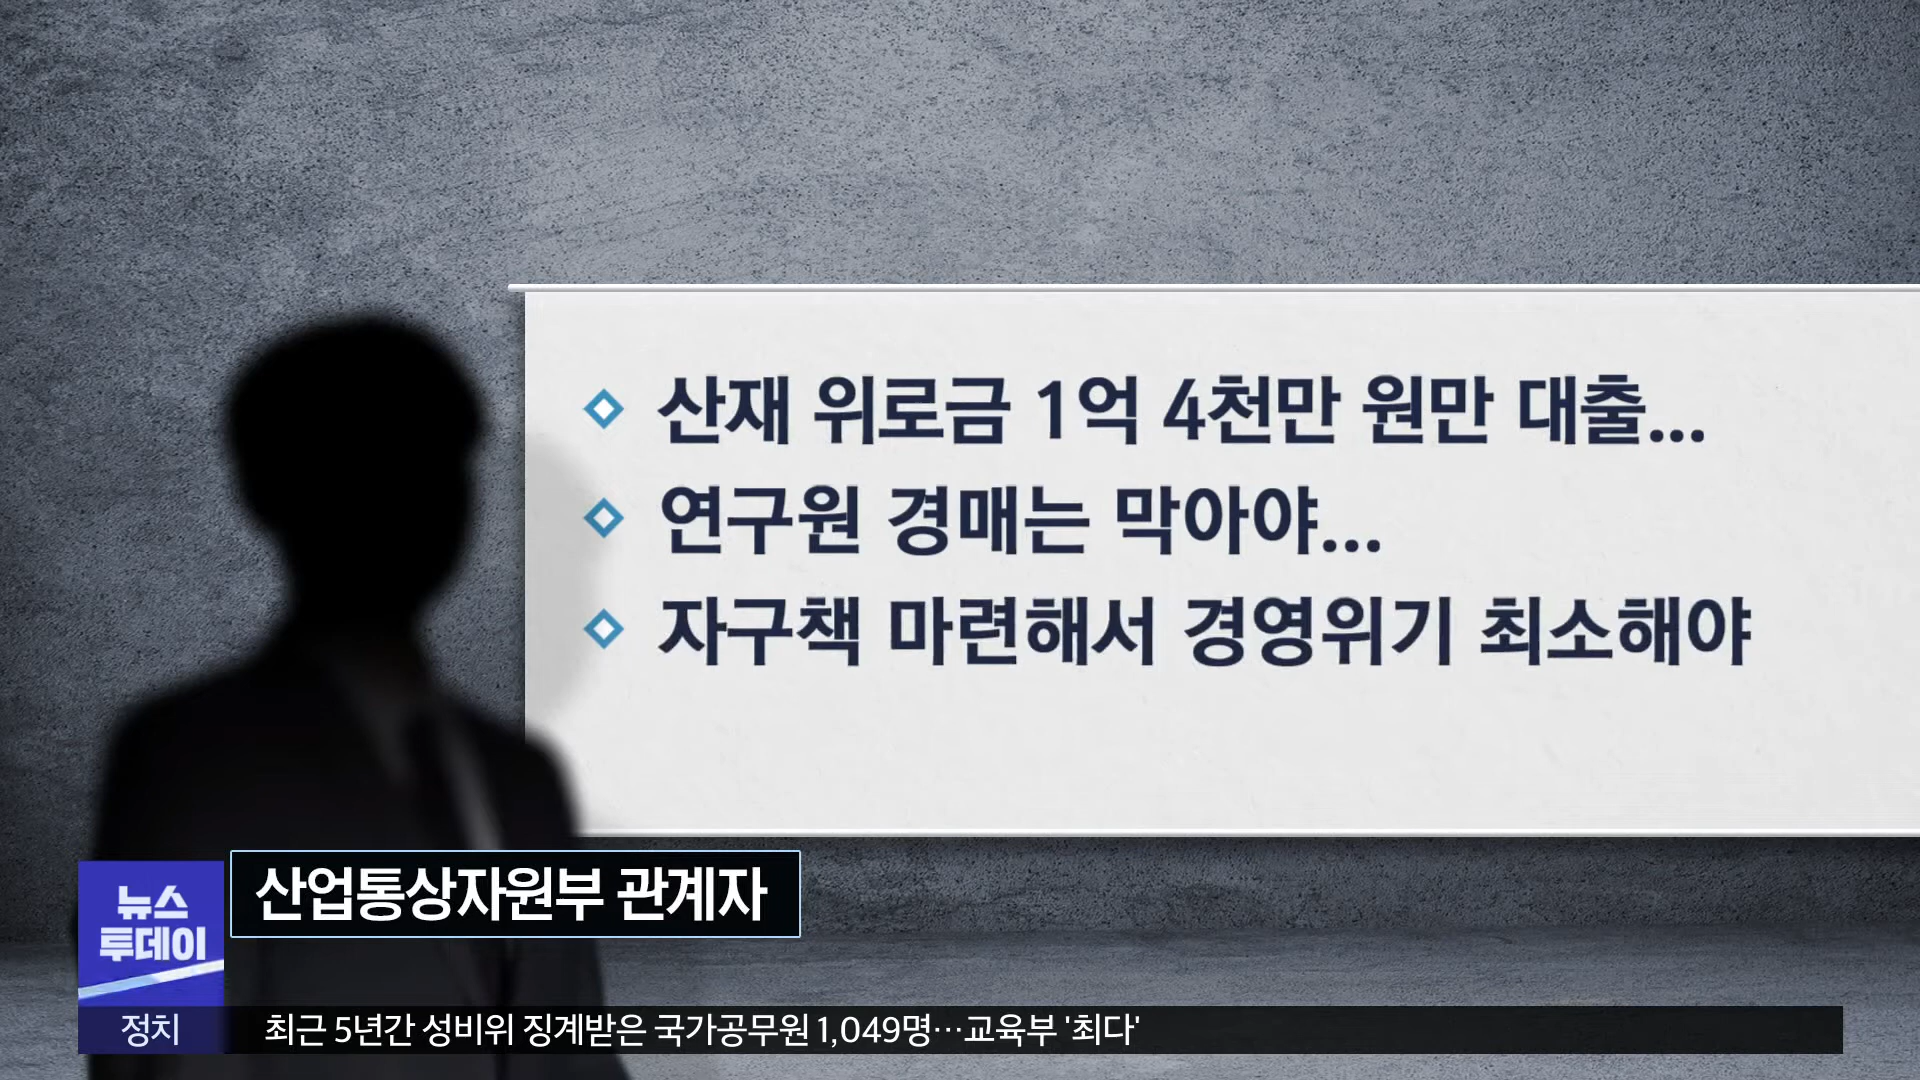 산재 위로금 1억 4천만 원만 대출...
연구원 경매는 막아야...
자구책 마련해서 경영위기 최소해야
산업통상자원부 관계자
뉴스
투데이
정치
최근 5년간 성비위 징계받은 국가공무원 1,049명…교육부 '최다'